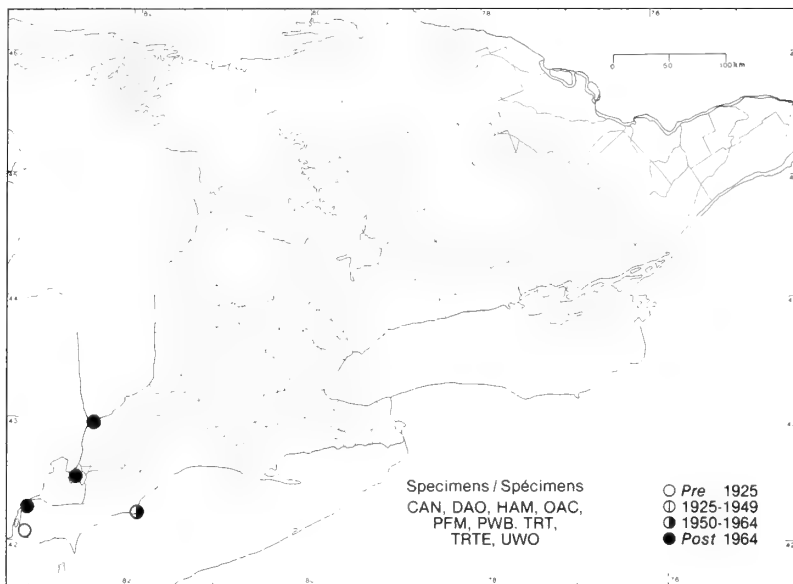 0 50 100 km
Specimens / Spécimens
CAN, DAO, HAM, OAC,
PFM, PWB. TRT,
TRTE, UWO
Pre 1925
1925-1949
1950-1964
Post 1964